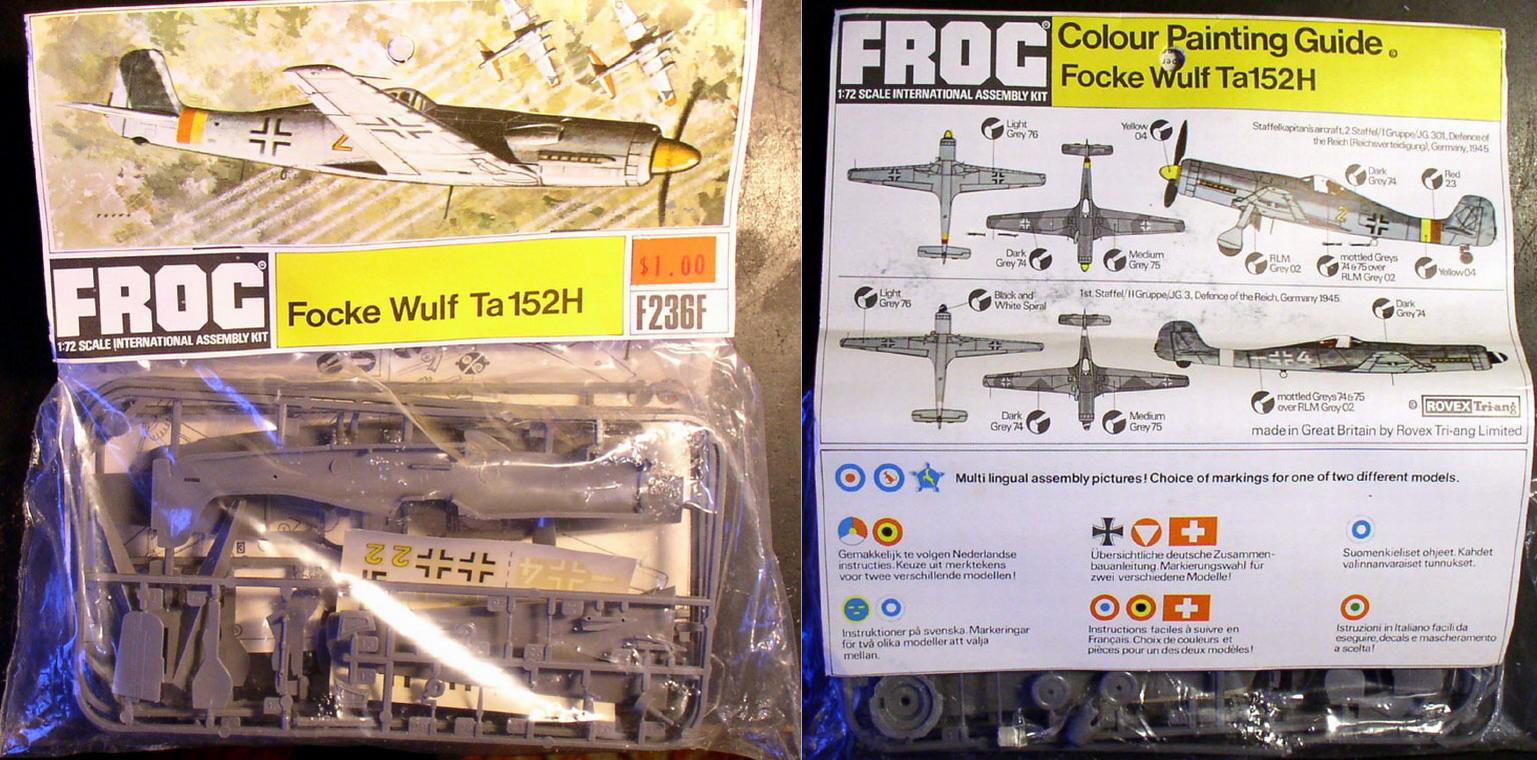 $1.00
FROG
1:72 SCALE INTERNATIONAL ASSEMBLY KIT
Focke Wulf Ta 152H
F236F
22
4
FROG
1:72 SCALE INTERNATIONAL ASSEMBLY KIT
Colour Painting Guide
Focke Wulf Ta152H
Staffelkapitan's aircraft, 2 Staffel/I Gruppe/JG.301, Defence of
the Reich (Reichsverteidigung), Germany, 1945.
Light
Grey 76
Yellow
04
Dark
Grey 74
Red
23
2
Dark
Grey 74
Medium
Grey 75
RLM
Grey 02
mottled Greys
74 & 75 over
RLM Grey 02
Yellow 04
Light
Grey 76
Black and
White Spiral
1st. Staffel/II Gruppe/JG.3, Defence of the Reich, Germany 1945.
Dark
Grey 74
4
Dark
Grey 74
Medium
Grey 75
mottled Greys 74 & 75
over RLM Grey 02
© ROVEX Tri-ang
made in Great Britain by Rovex Tri-ang Limited
Multi lingual assembly pictures! Choice of markings for one of two different models.
Gemakkelijk te volgen Nederlandse
instructies. Keuze uit merktekens
voor twee verschillende modellen!
Übersichtliche deutsche Zusammen-
bauanleitung. Markierungswahl für
zwei verschiedene Modelle!
Suomenkieliset ohjeet. Kahdet
valinnanvaraiset tunnukset.
Instruktioner på svenska. Markeringar
för två olika modeller att välja
mellan.
Instructions faciles à suivre en
Français. Choix de couleurs et
pièces pour un des deux modèles!
Istruzioni in Italiano facili da
eseguire, decals e mascheramento
a scelta!